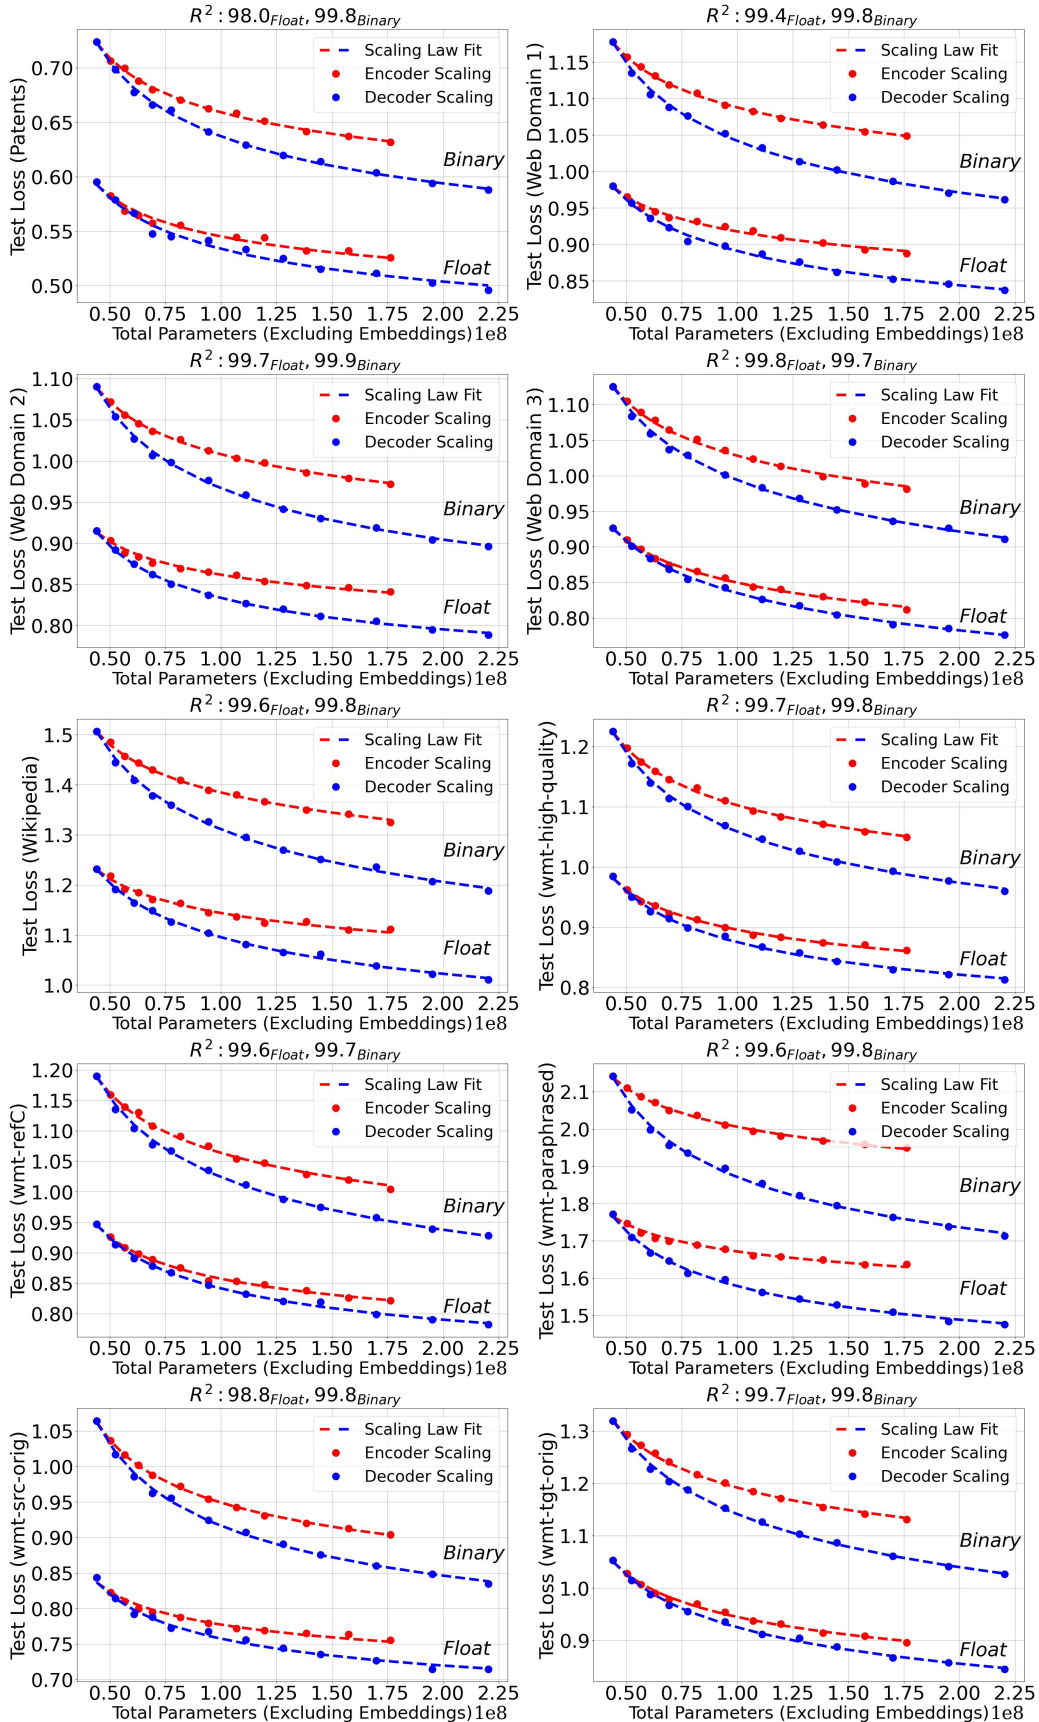 R² : 98.0Float, 99.8Binary
Test Loss (Patents)
0.70
0.65
0.60
0.55
0.50
Scaling Law Fit
Encoder Scaling
Decoder Scaling
Binary
Float
0.50 0.75 1.00 1.25 1.50 1.75 2.00 2.25
Total Parameters (Excluding Embeddings) 1e8
R² : 99.4Float, 99.8Binary
Test Loss (Web Domain 1)
1.15
1.10
1.05
1.00
0.95
0.90
0.85
Scaling Law Fit
Encoder Scaling
Decoder Scaling
Binary
Float
0.50 0.75 1.00 1.25 1.50 1.75 2.00 2.25
Total Parameters (Excluding Embeddings) 1e8
R² : 99.7Float, 99.9Binary
Test Loss (Web Domain 2)
1.10
1.05
1.00
0.95
0.90
0.85
0.80
Scaling Law Fit
Encoder Scaling
Decoder Scaling
Binary
Float
0.50 0.75 1.00 1.25 1.50 1.75 2.00 2.25
Total Parameters (Excluding Embeddings) 1e8
R² : 99.8Float, 99.7Binary
Test Loss (Web Domain 3)
1.10
1.05
1.00
0.95
0.90
0.85
0.80
Scaling Law Fit
Encoder Scaling
Decoder Scaling
Binary
Float
0.50 0.75 1.00 1.25 1.50 1.75 2.00 2.25
Total Parameters (Excluding Embeddings) 1e8
R² : 99.6Float, 99.8Binary
Test Loss (Wikipedia)
1.5
1.4
1.3
1.2
1.1
1.0
Scaling Law Fit
Encoder Scaling
Decoder Scaling
Binary
Float
0.50 0.75 1.00 1.25 1.50 1.75 2.00 2.25
Total Parameters (Excluding Embeddings) 1e8
R² : 99.7Float, 99.8Binary
Test Loss (wmt-high-quality)
1.2
1.1
1.0
0.9
0.8
Scaling Law Fit
Encoder Scaling
Decoder Scaling
Binary
Float
0.50 0.75 1.00 1.25 1.50 1.75 2.00 2.25
Total Parameters (Excluding Embeddings) 1e8
R² : 99.6Float, 99.7Binary
Test Loss (wmt-refC)
1.20
1.15
1.10
1.05
1.00
0.95
0.90
0.85
0.80
Scaling Law Fit
Encoder Scaling
Decoder Scaling
Binary
Float
0.50 0.75 1.00 1.25 1.50 1.75 2.00 2.25
Total Parameters (Excluding Embeddings) 1e8
R² : 99.6Float, 99.8Binary
Test Loss (wmt-paraphrased)
2.1
2.0
1.9
1.8
1.7
1.6
1.5
Scaling Law Fit
Encoder Scaling
Decoder Scaling
Binary
Float
0.50 0.75 1.00 1.25 1.50 1.75 2.00 2.25
Total Parameters (Excluding Embeddings) 1e8
R² : 98.8Float, 99.8Binary
Test Loss (wmt-src-orig)
1.05
1.00
0.95
0.90
0.85
0.80
0.75
0.70
Scaling Law Fit
Encoder Scaling
Decoder Scaling
Binary
Float
0.50 0.75 1.00 1.25 1.50 1.75 2.00 2.25
Total Parameters (Excluding Embeddings) 1e8
R² : 99.7Float, 99.8Binary
Test Loss (wmt-tgt-orig)
1.3
1.2
1.1
1.0
0.9
Scaling Law Fit
Encoder Scaling
Decoder Scaling
Binary
Float
0.50 0.75 1.00 1.25 1.50 1.75 2.00 2.25
Total Parameters (Excluding Embeddings) 1e8